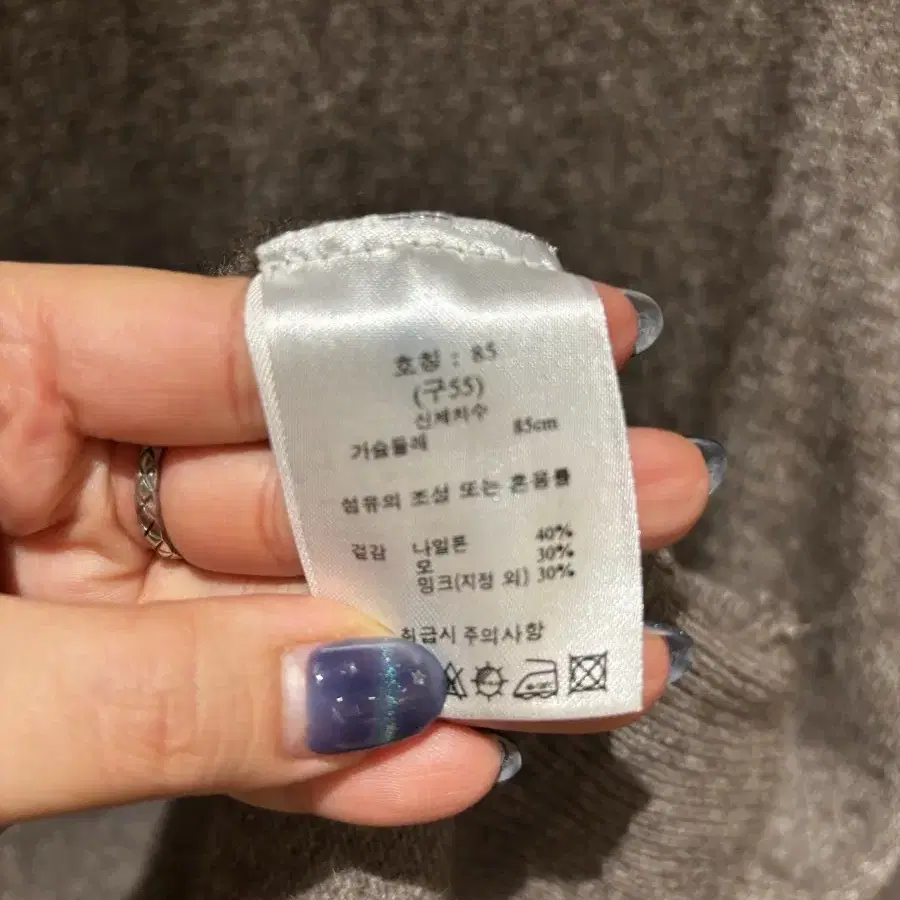 호칭 : 85
(구55)
신체치수
가슴둘레 85cm
섬유의 조성 또는 혼용률
겉감 나일론 40%
모 30%
밍크(지정 외) 30%
취급시 주의사항